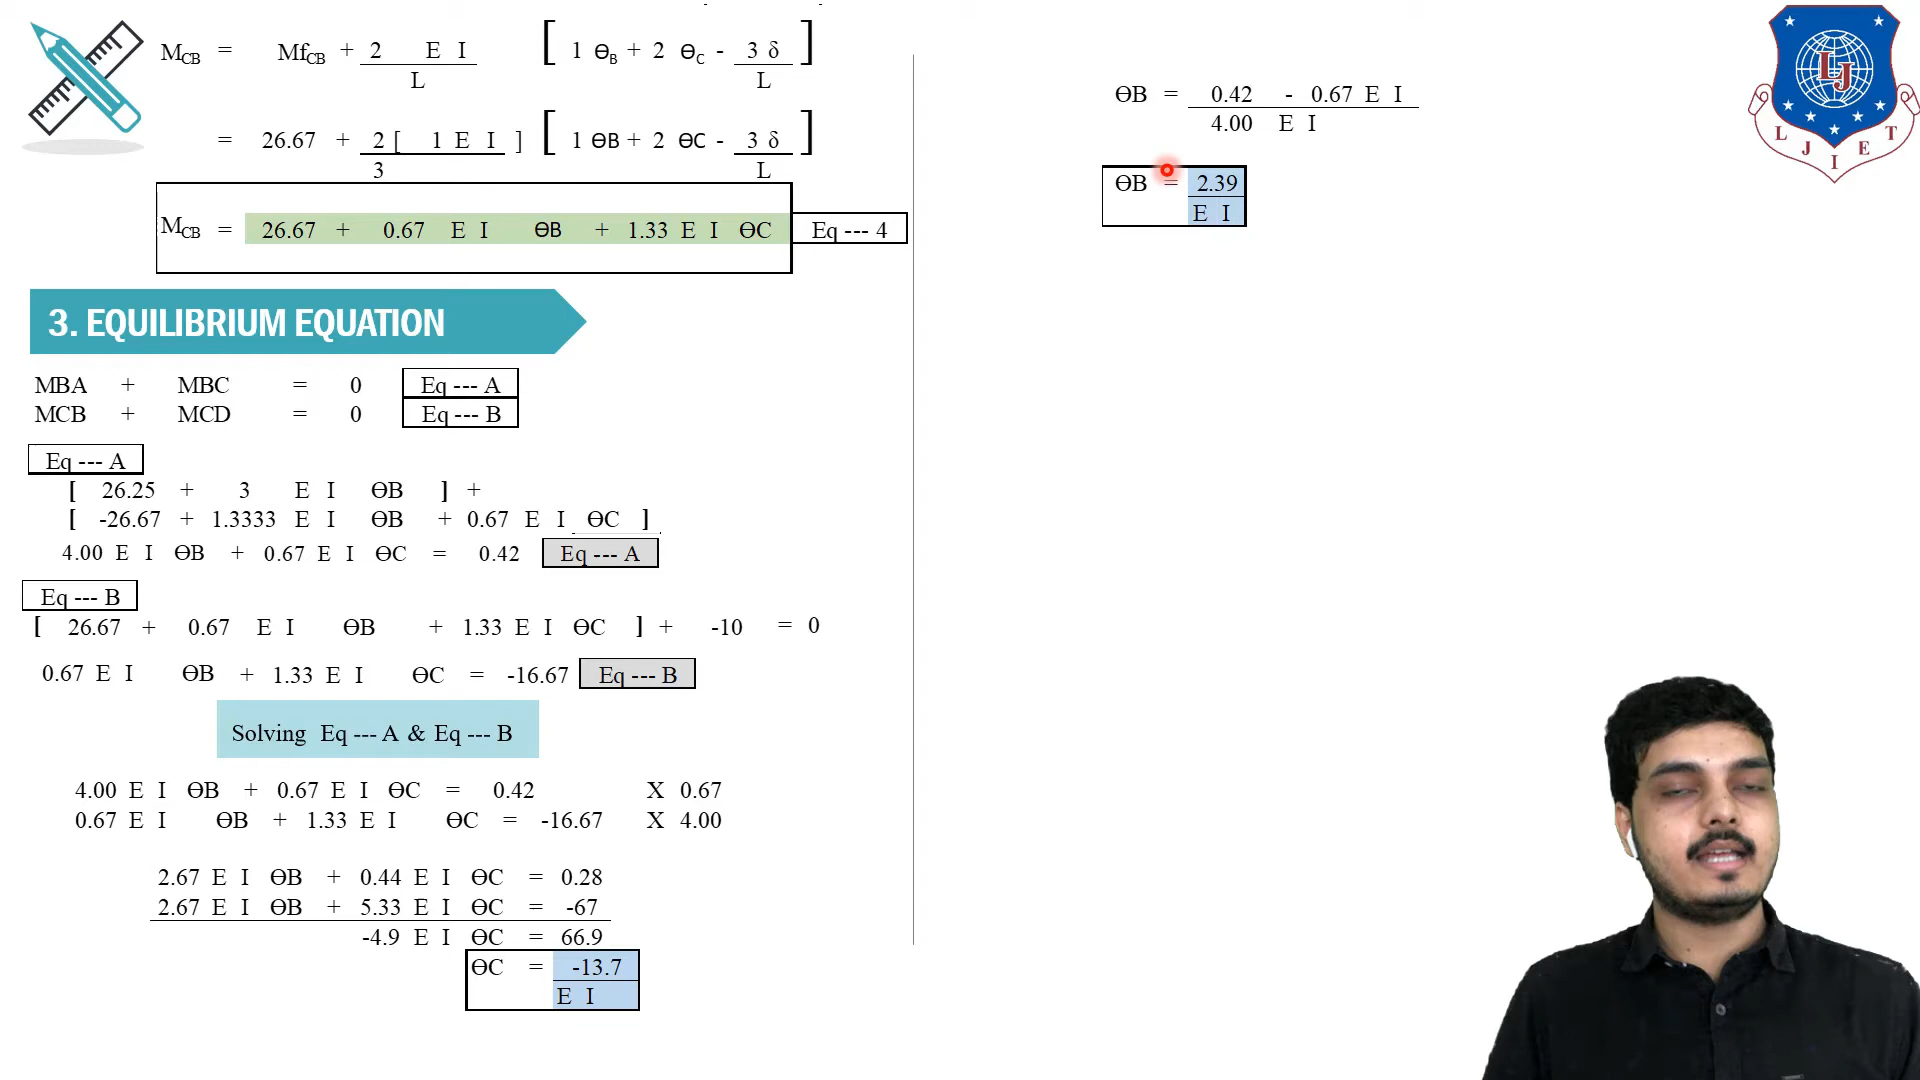 M_CB = Mf_CB + 2 E I / L [ 1 ϴ_B + 2 ϴ_C - 3 δ / L ]
= 26.67 + 2 [ 1 E I ] / 3 [ 1 ϴB + 2 ϴC - 3 δ / L ]
M_CB = 26.67 + 0.67 E I ϴB + 1.33 E I ϴC Eq --- 4
3. EQUILIBRIUM EQUATION
MBA + MBC = 0 Eq --- A
MCB + MCD = 0 Eq --- B
Eq --- A
[ 26.25 + 3 E I ϴB ] +
[ -26.67 + 1.3333 E I ϴB + 0.67 E I ϴC ]
4.00 E I ϴB + 0.67 E I ϴC = 0.42 Eq --- A
Eq --- B
[ 26.67 + 0.67 E I ϴB + 1.33 E I ϴC ] + -10 = 0
0.67 E I ϴB + 1.33 E I ϴC = -16.67 Eq --- B
Solving Eq --- A & Eq --- B
4.00 E I ϴB + 0.67 E I ϴC = 0.42 X 0.67
0.67 E I ϴB + 1.33 E I ϴC = -16.67 X 4.00
2.67 E I ϴB + 0.44 E I ϴC = 0.28
2.67 E I ϴB + 5.33 E I ϴC = -67
-4.9 E I ϴC = 66.9
ϴC = -13.7
E I
ϴB = 0.42 - 0.67 E I
4.00 E I
ϴB = 2.39
E I
LJ
L J I E T